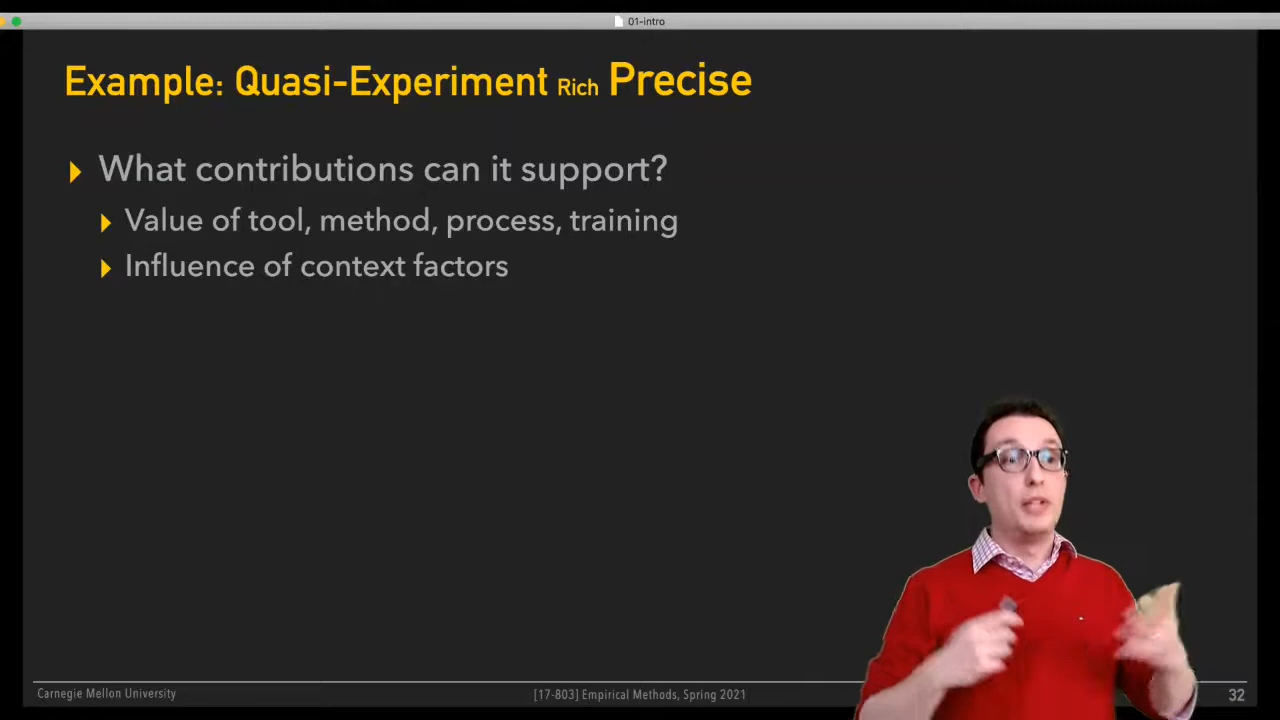 01-intro
Example: Quasi-Experiment Rich Precise
What contributions can it support?
Value of tool, method, process, training
Influence of context factors
Carnegie Mellon University
[17-803] Empirical Methods, Spring 2021
32